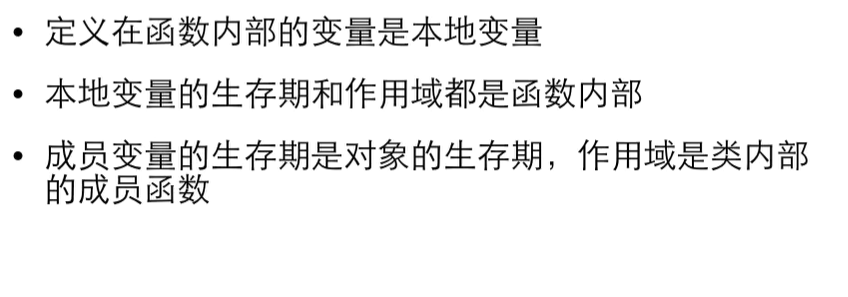 • 定义在函数内部的变量是本地变量
• 本地变量的生存期和作用域都是函数内部
• 成员变量的生存期是对象的生存期，作用域是类内部
的成员函数